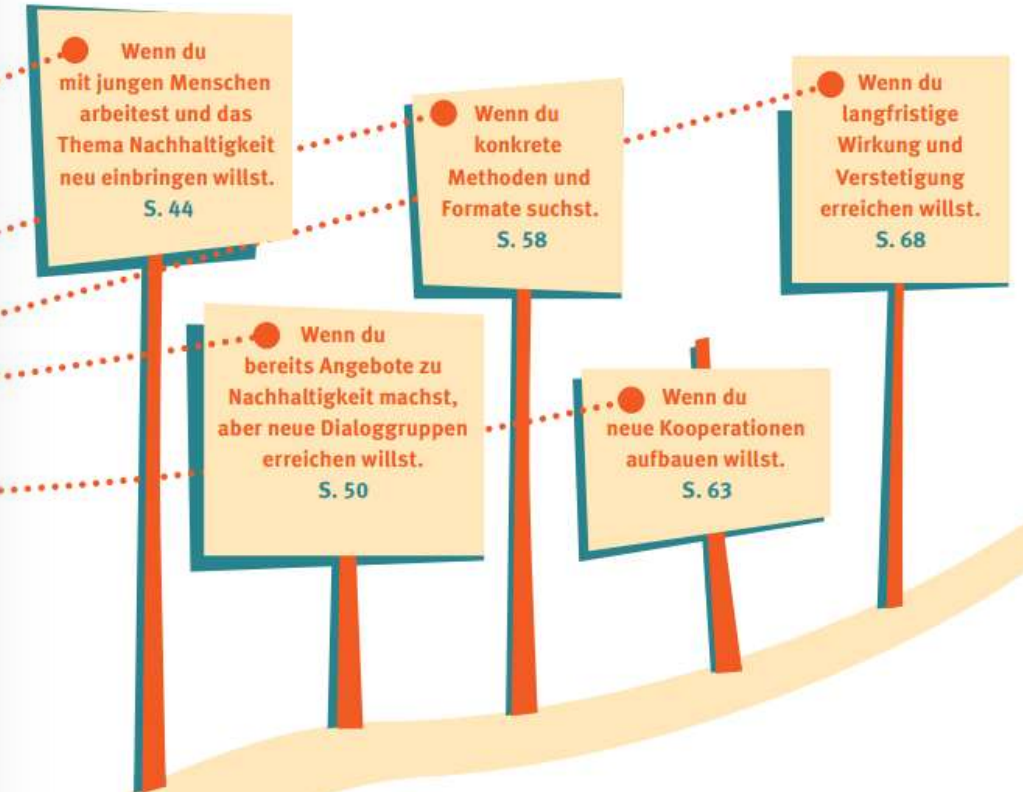 Wenn du
mit jungen Menschen
arbeitest und das
Thema Nachhaltigkeit
neu einbringen willst.
S. 44
Wenn du
bereits Angebote zu
Nachhaltigkeit machst,
aber neue Dialoggruppen
erreichen willst.
S. 50
Wenn du
konkrete
Methoden und
Formate suchst.
S. 58
Wenn du
neue Kooperationen
aufbauen willst.
S. 63
Wenn du
langfristige
Wirkung und
Verstetigung
erreichen willst.
S. 68